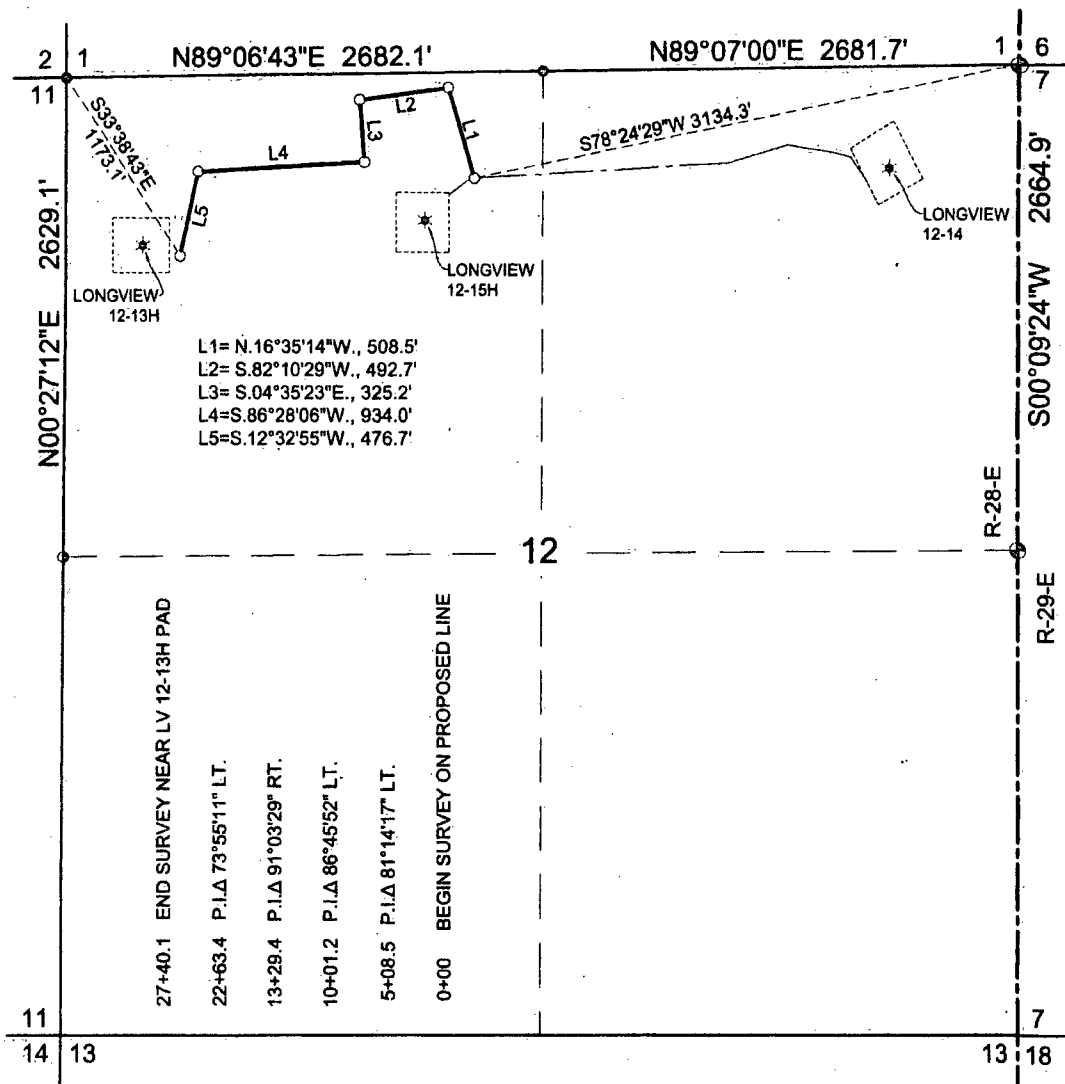 2 1
N89°06'43"E 2682.1'
N89°07'00"E 2681.7'
1 6
11
7
S33°38'43"E
1173.1'
L2
L1
L3
L4
L5
S78°24'29"W 3134.3'
N00°27'12"E 2629.1'
S00°09'24"W 2664.9'
LONGVIEW
12-14
LONGVIEW
12-15H
LONGVIEW
12-13H
L1= N.16°35'14"W., 508.5'
L2= S.82°10'29"W., 492.7'
L3= S.04°35'23"E., 325.2'
L4=S.86°28'06"W., 934.0'
L5=S.12°32'55"W., 476.7'
R-28-E
R-29-E
12
27+40.1 END SURVEY NEAR LV 12-13H PAD
22+63.4 P.I.Δ 73°55'11" LT.
13+29.4 P.I.Δ 91°03'29" RT.
10+01.2 P.I.Δ 86°45'52" LT.
5+08.5 P.I.Δ 81°14'17" LT.
0+00 BEGIN SURVEY ON PROPOSED LINE
11
7
14 13
13 18